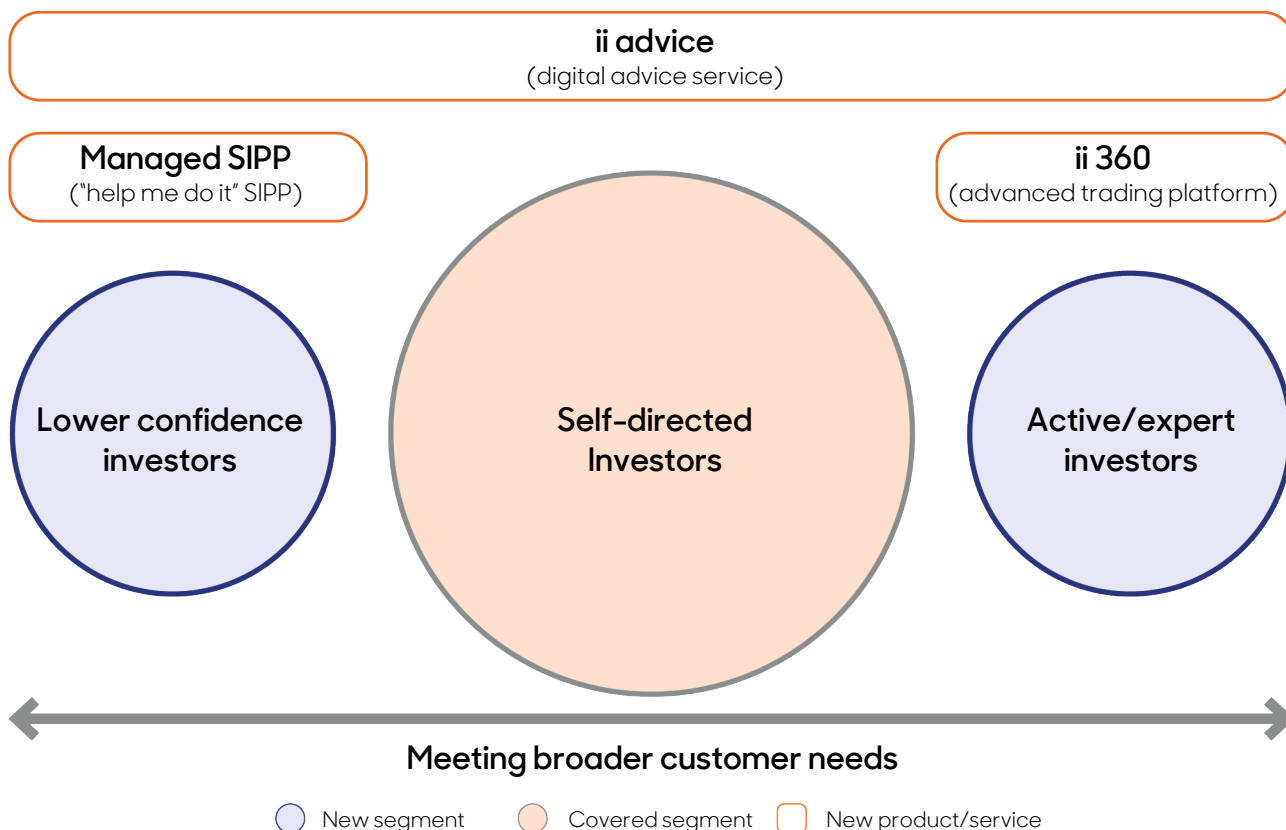 ii advice
(digital advice service)
Managed SIPP
("help me do it" SIPP)
ii 360
(advanced trading platform)
Lower confidence
investors
Self-directed
Investors
Active/expert
investors
Meeting broader customer needs
New segment
Covered segment
New product/service